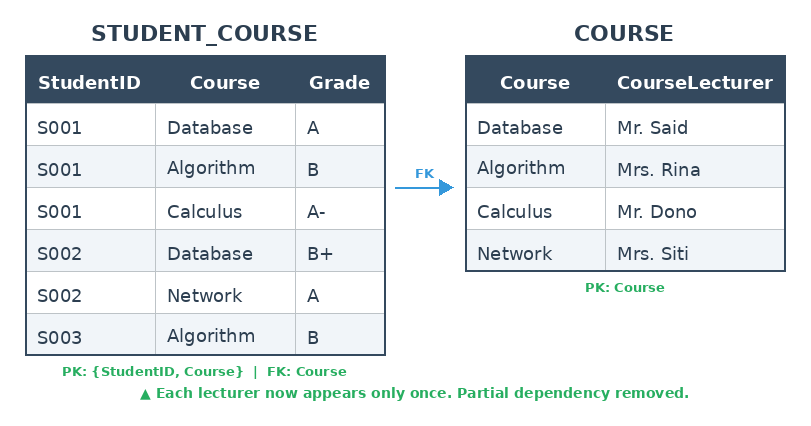 STUDENT_COURSE
StudentID Course Grade
S001 Database A
S001 Algorithm B
S001 Calculus A-
S002 Database B+
S002 Network A
S003 Algorithm B
PK: {StudentID, Course} | FK: Course
FK
COURSE
Course CourseLecturer
Database Mr. Said
Algorithm Mrs. Rina
Calculus Mr. Dono
Network Mrs. Siti
PK: Course
▲ Each lecturer now appears only once. Partial dependency removed.